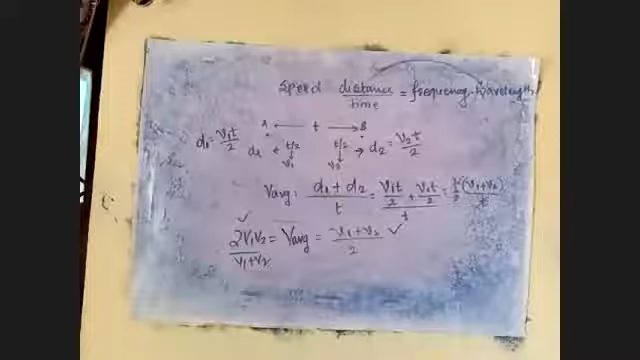 Speed distance/time = frequency. wavelength
A ← t → B
d₁ = V₁t/2 d₁ ← t/2 t/2 → d₂ = V₂t/2
V₁ V₂
Vavg: (d₁ + d₂)/t = (V₁t/2 + V₂t/2)/t = t/2 (V₁+V₂)/t
2V₁V₂/(V₁+V₂) = Vavg = (V₁+V₂)/2 ✓